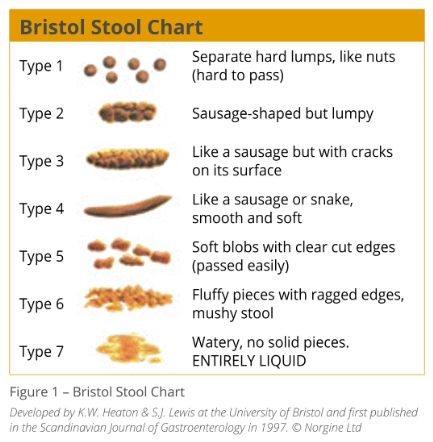 Bristol Stool Chart
Type 1
Separate hard lumps, like nuts
(hard to pass)
Type 2
Sausage-shaped but lumpy
Type 3
Like a sausage but with cracks
on its surface
Type 4
Like a sausage or snake,
smooth and soft
Type 5
Soft blobs with clear cut edges
(passed easily)
Type 6
Fluffy pieces with ragged edges,
mushy stool
Type 7
Watery, no solid pieces.
ENTIRELY LIQUID
Figure 1 – Bristol Stool Chart
Developed by K.W. Heaton & S.J. Lewis at the University of Bristol and first published
in the Scandinavian Journal of Gastroenterology in 1997. © Norgine Ltd